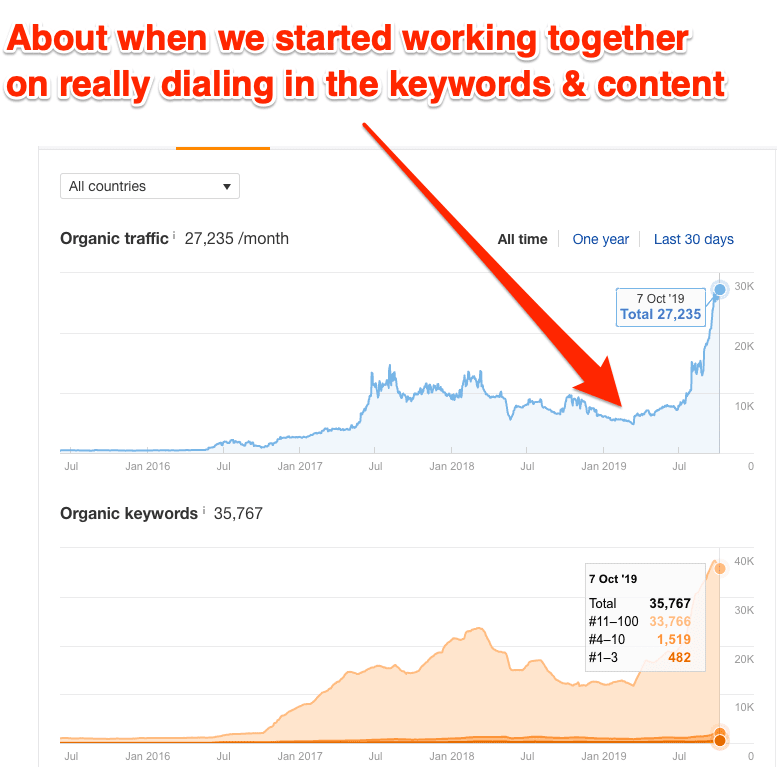 About when we started working together
on really dialing in the keywords & content
All countries
Organic traffic i 27,235 /month
All time One year Last 30 days
30K
7 Oct '19
Total 27,235
20K
10K
Jul Jan 2016 Jul Jan 2017 Jul Jan 2018 Jul Jan 2019 Jul 0
Organic keywords i 35,767
40K
7 Oct '19
Total 35,767
30K
#11–100 33,766
#4–10 1,519
#1–3 482
20K
10K
Jul Jan 2016 Jul Jan 2017 Jul Jan 2018 Jul Jan 2019 Jul 0